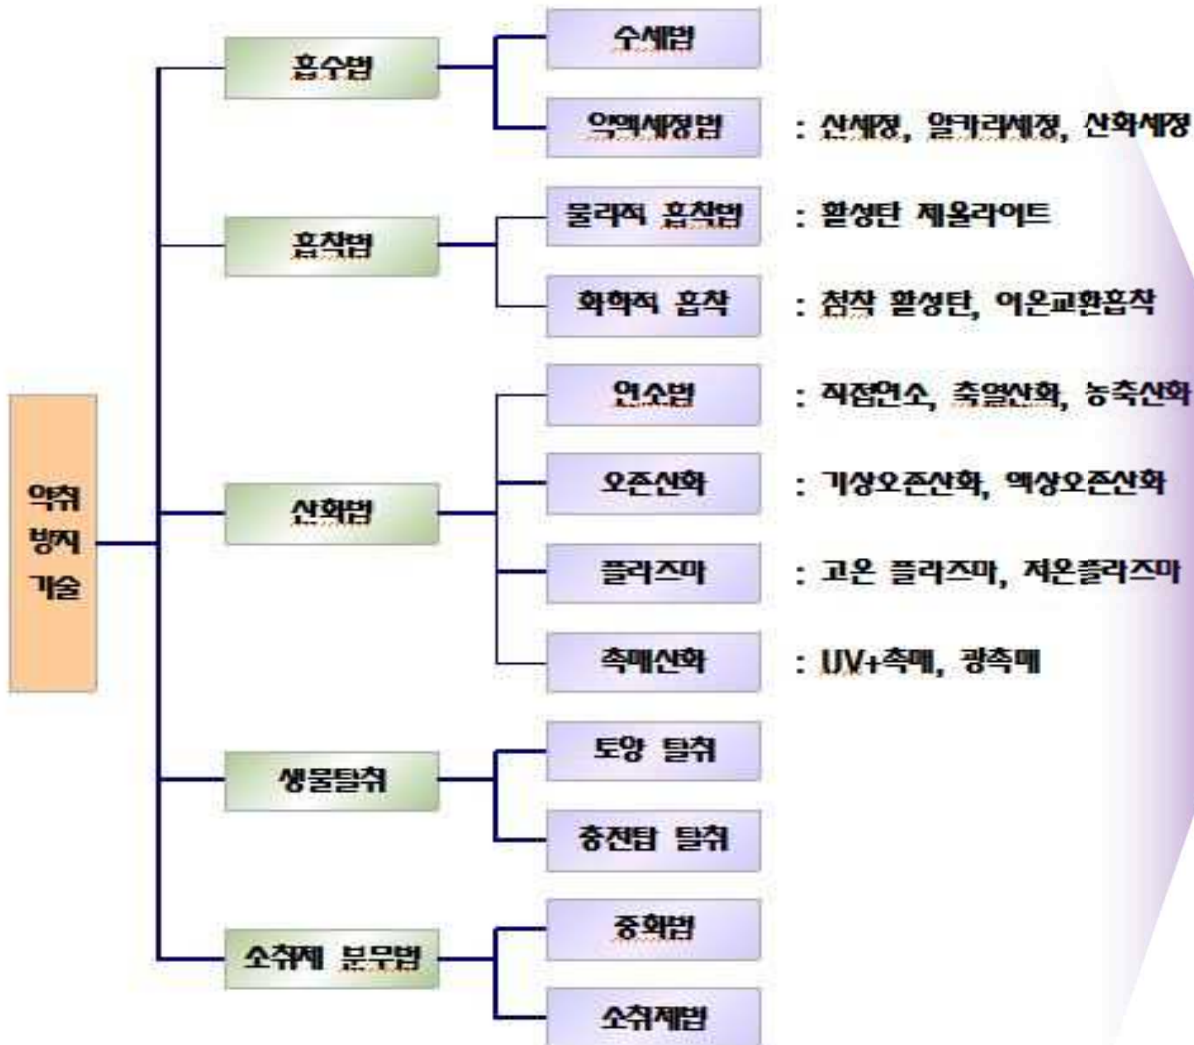 악취
방지
기술
흡수법
수세법
약액세정법 : 산세정, 알카리세정, 산화세정
흡착법
물리적 흡착법 : 활성탄 제올라이트
화학적 흡착 : 첨착 활성탄, 이온교환흡착
산화법
연소법 : 직접연소, 축열산화, 농축산화
오존산화 : 기상오존산화, 액상오존산화
플라즈마 : 고온 플라즈마, 저온플라즈마
촉매산화 : UV+촉매, 광촉매
생물탈취
토양 탈취
충전탑 탈취
소취제 분무법
중화법
소취제법